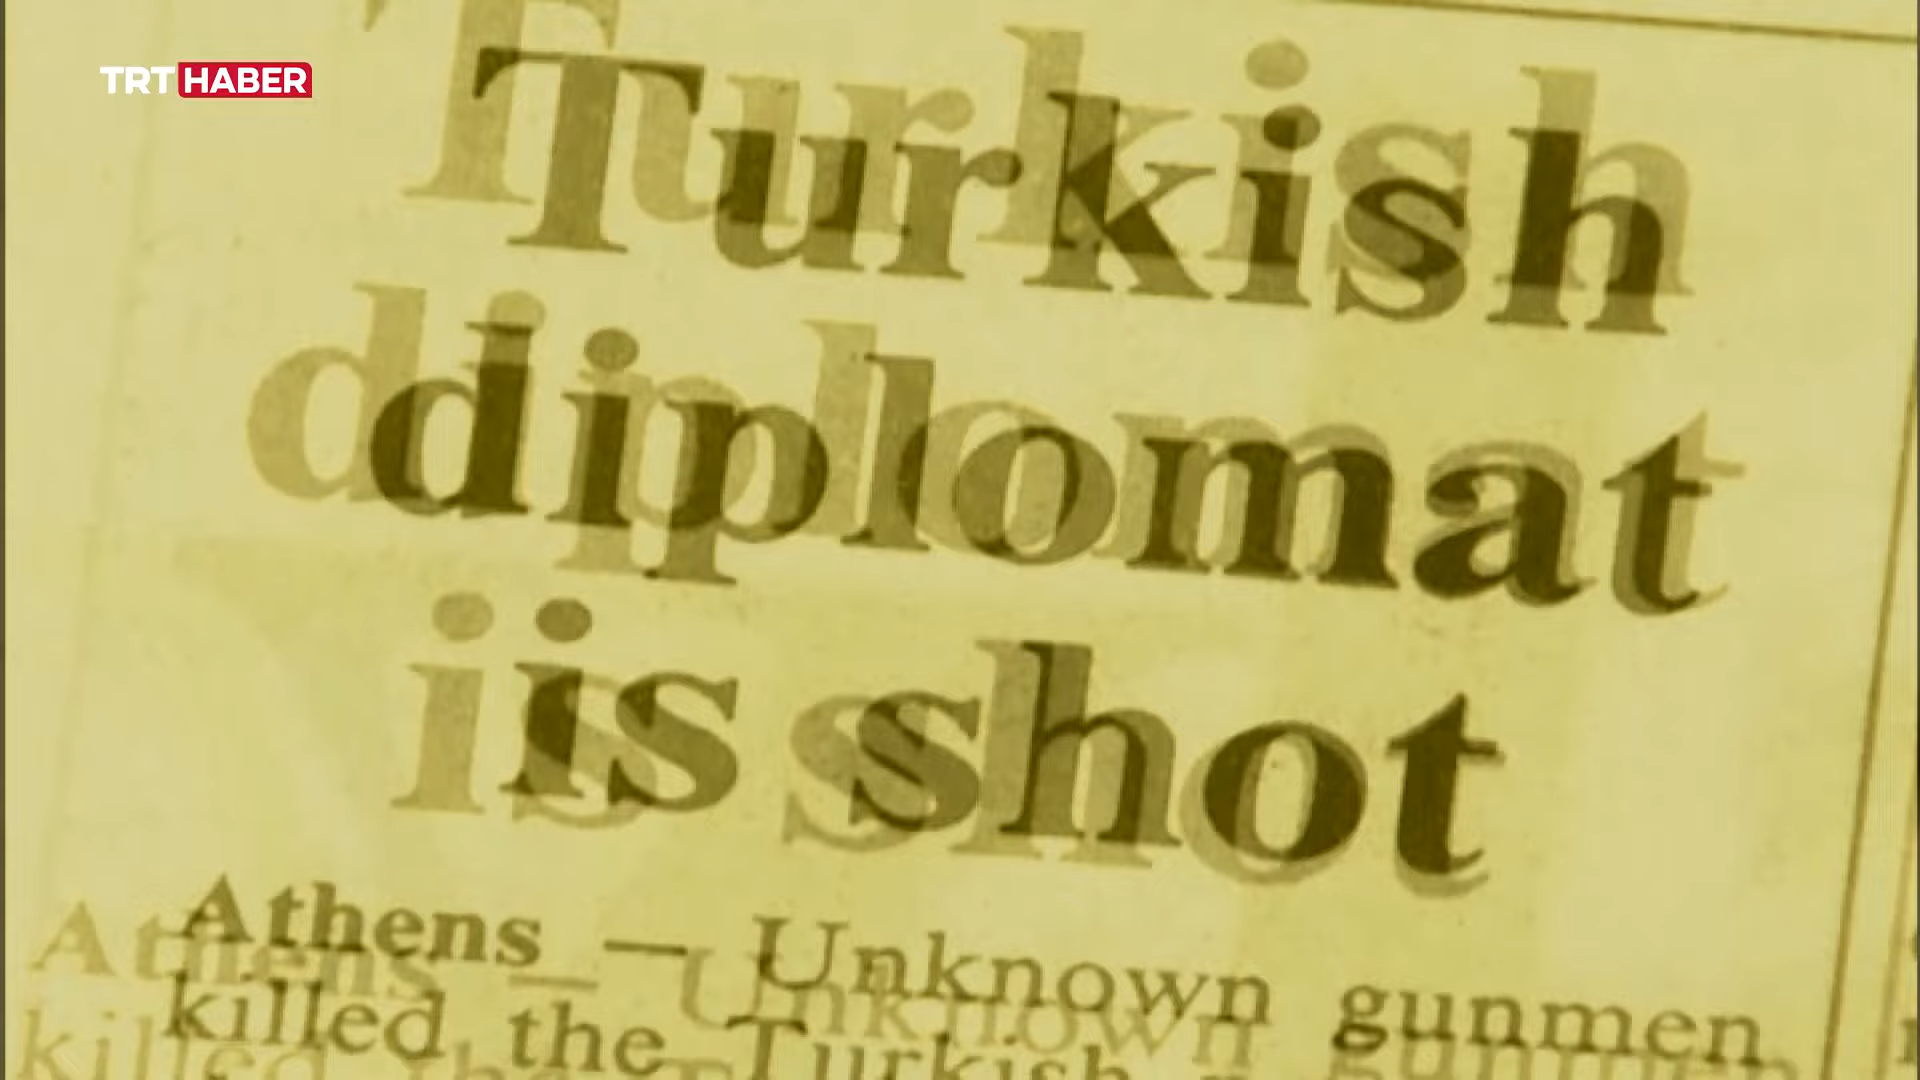 TRT HABER
Turkish
diplomat
is shot
Athens — Unknown gunmen
killed the Turkish